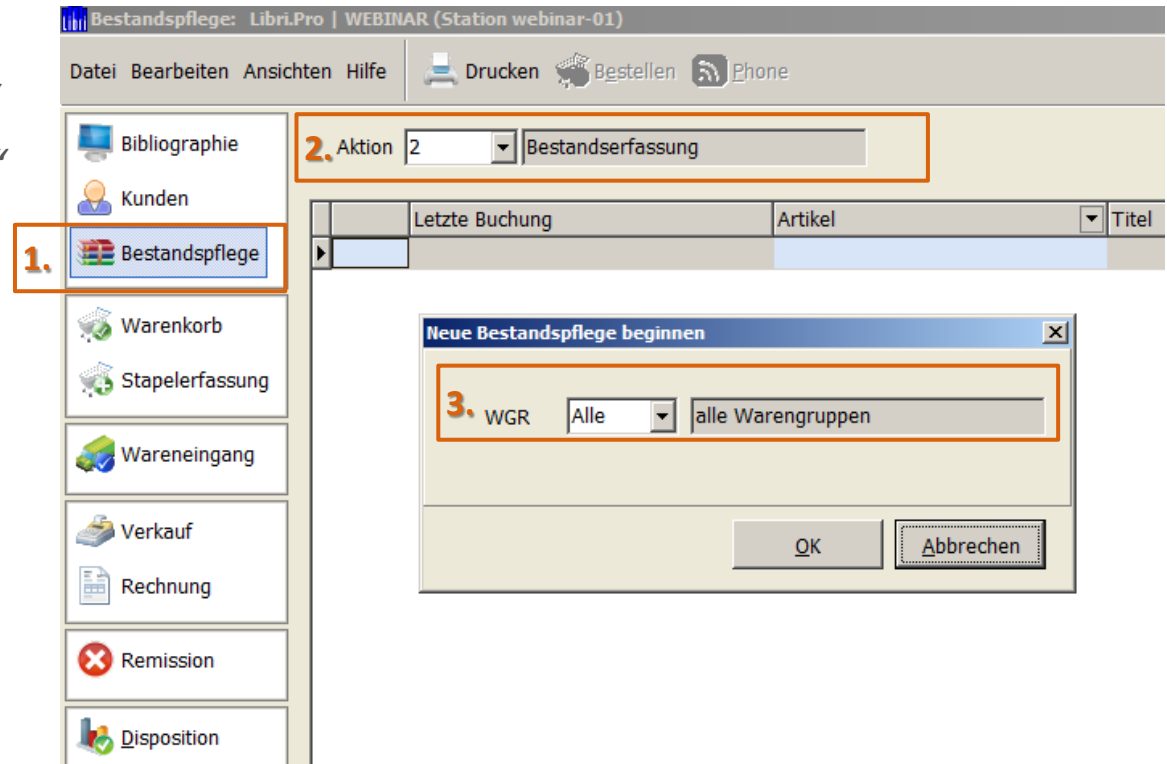 Libri Bestandspflege: Libri.Pro | WEBINAR (Station webinar-01)
Datei Bearbeiten Ansichten Hilfe Drucken Bestellen Phone
Bibliographie
2. Aktion 2 Bestandserfassung
Kunden
Letzte Buchung Artikel Titel
1. Bestandspflege
Warenkorb
Neue Bestandspflege beginnen
Stapelerfassung
3. WGR Alle alle Warengruppen
Wareneingang
Verkauf
OK Abbrechen
Rechnung
Remission
Disposition